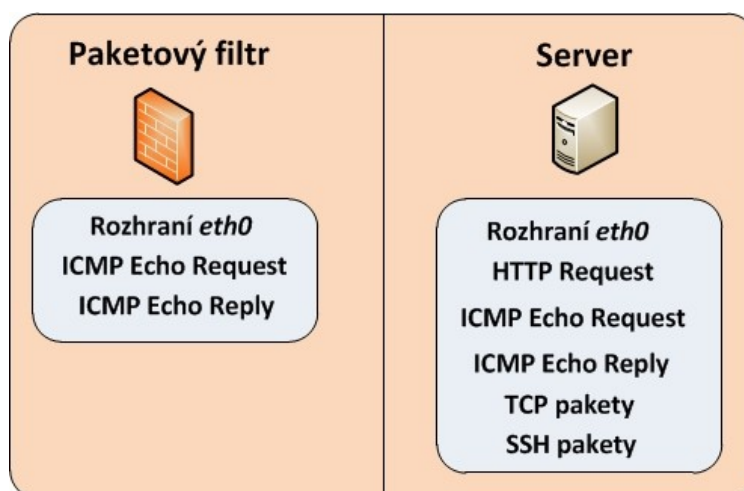 Paketový filtr
Rozhraní eth0
ICMP Echo Request
ICMP Echo Reply
Server
Rozhraní eth0
HTTP Request
ICMP Echo Request
ICMP Echo Reply
TCP pakety
SSH pakety